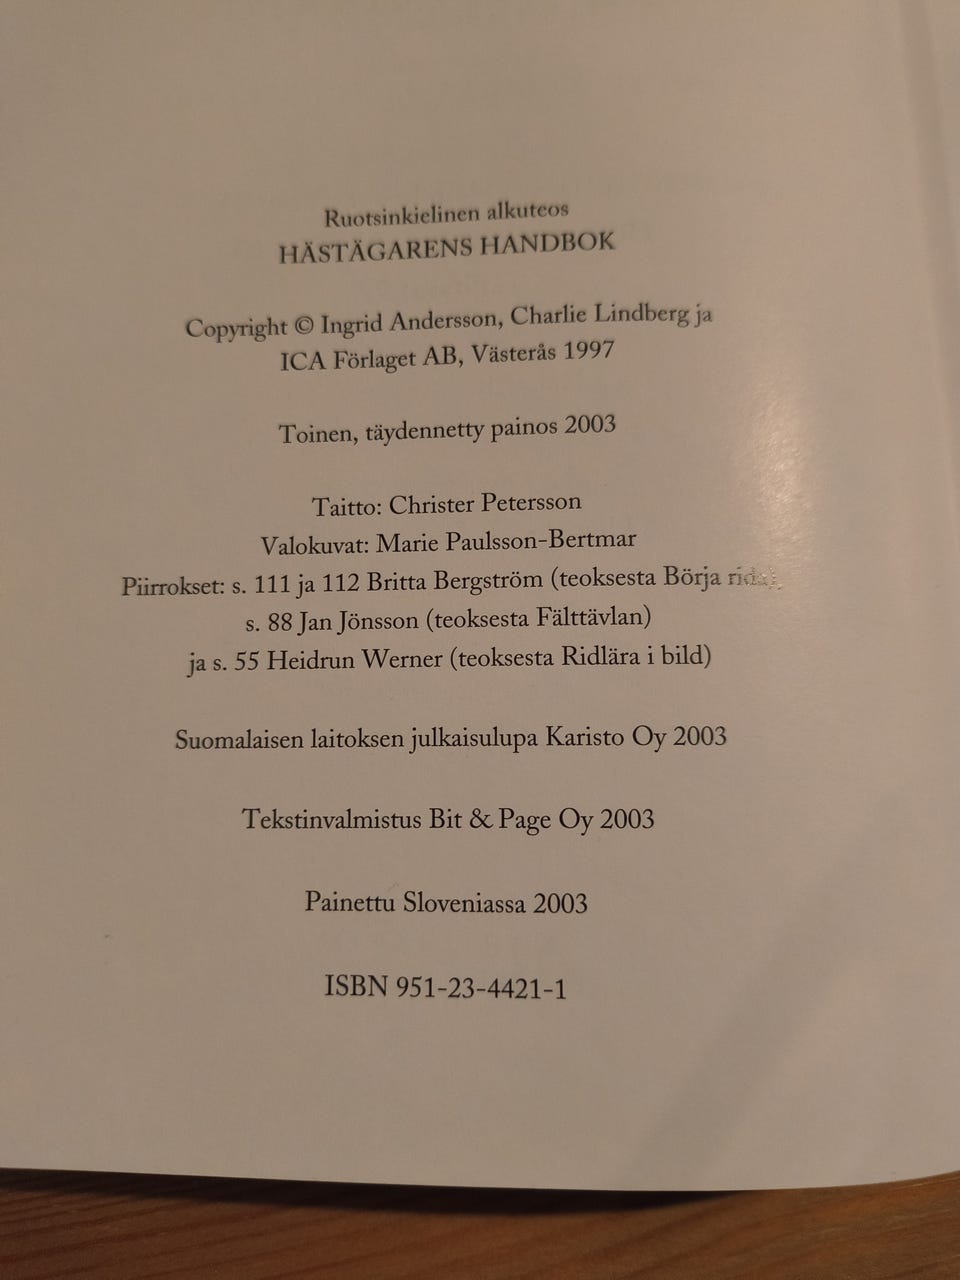 Ruotsinkielinen alkuteos
HÄSTÄGARENS HANDBOK
Copyright © Ingrid Andersson, Charlie Lindberg ja
ICA Förlaget AB, Västerås 1997
Toinen, täydennetty painos 2003
Taitto: Christer Petersson
Valokuvat: Marie Paulsson-Bertmar
Piirrokset: s. 111 ja 112 Britta Bergström (teoksesta Börja
s. 88 Jan Jönsson (teoksesta Fälttävlan)
ja s. 55 Heidrun Werner (teoksesta Ridlära i bild)
Suomalaisen laitoksen julkaisulupa Karisto Oy 2003
Tekstinvalmistus Bit & Page Oy 2003
Painettu Sloveniassa 2003
ISBN 951-23-4421-1